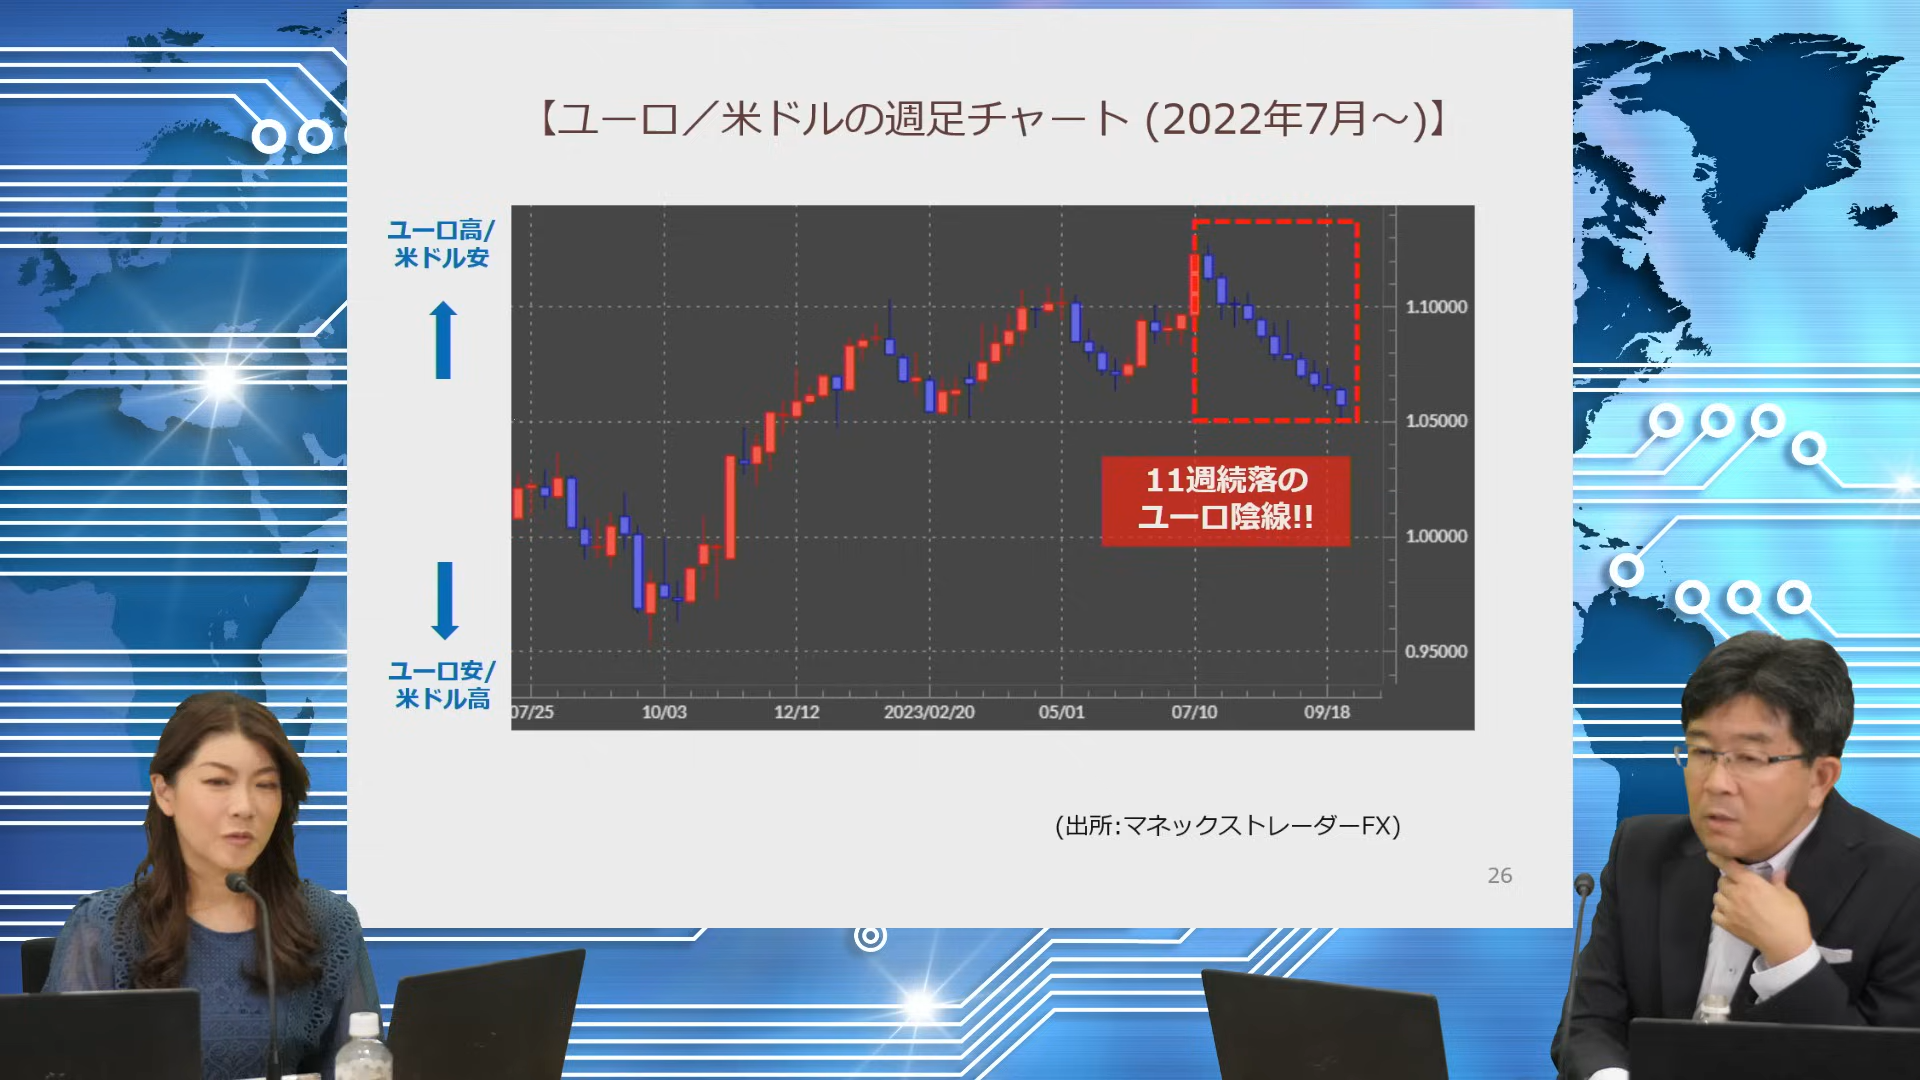 【ユーロ／米ドルの週足チャート (2022年7月～)】
ユーロ高/
米ドル安
ユーロ安/
米ドル高
1.10000
1.05000
1.00000
0.95000
11週続落の
ユーロ陰線!!
07/25
10/03
12/12
2023/02/20
05/01
07/10
09/18
(出所:マネックストレーダーFX)
26